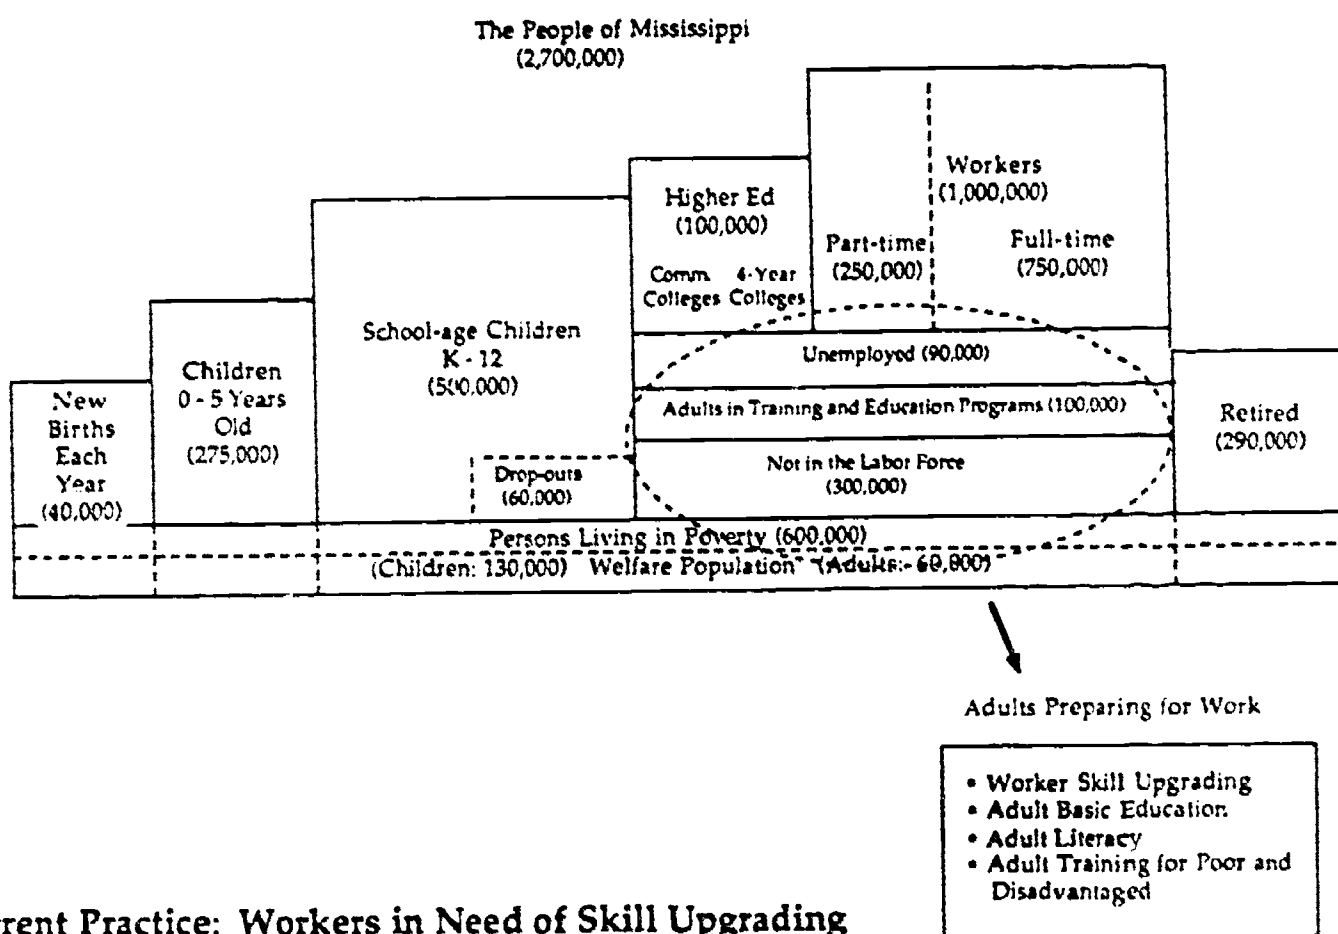 The People of Mississippi
(2,700,000)
New
Births
Each
Year
(40,000)
Children
0 - 5 Years
Old
(275,000)
School-age Children
K - 12
(500,000)
Drop-outs
(60,000)
Higher Ed
(100,000)
Comm. 4-Year
Colleges Colleges
Workers
(1,000,000)
Part-time
(250,000)
Full-time
(750,000)
Unemployed (90,000)
Adults in Training and Education Programs (100,000)
Not in the Labor Force
(300,000)
Retired
(290,000)
Persons Living in Poverty (600,000)
(Children: 130,000) Welfare Population (Adults: 60,000)
Adults Preparing for Work
• Worker Skill Upgrading
• Adult Basic Education
• Adult Literacy
• Adult Training for Poor and
Disadvantaged
rrent Practice: Workers in Need of Skill Upgrading